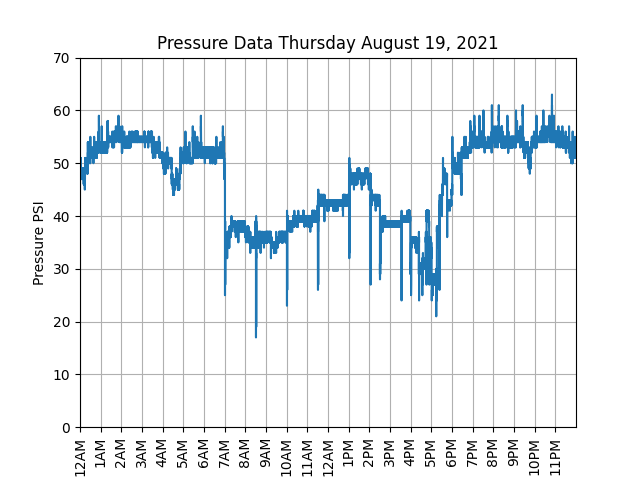 Pressure Data Thursday August 19, 2021
70
60
50
40
30
20
10
0
Pressure PSI
12AM
1AM
2AM
3AM
4AM
5AM
6AM
7AM
8AM
9AM
10AM
11AM
12AM
1PM
2PM
3PM
4PM
5PM
6PM
7PM
8PM
9PM
10PM
11PM